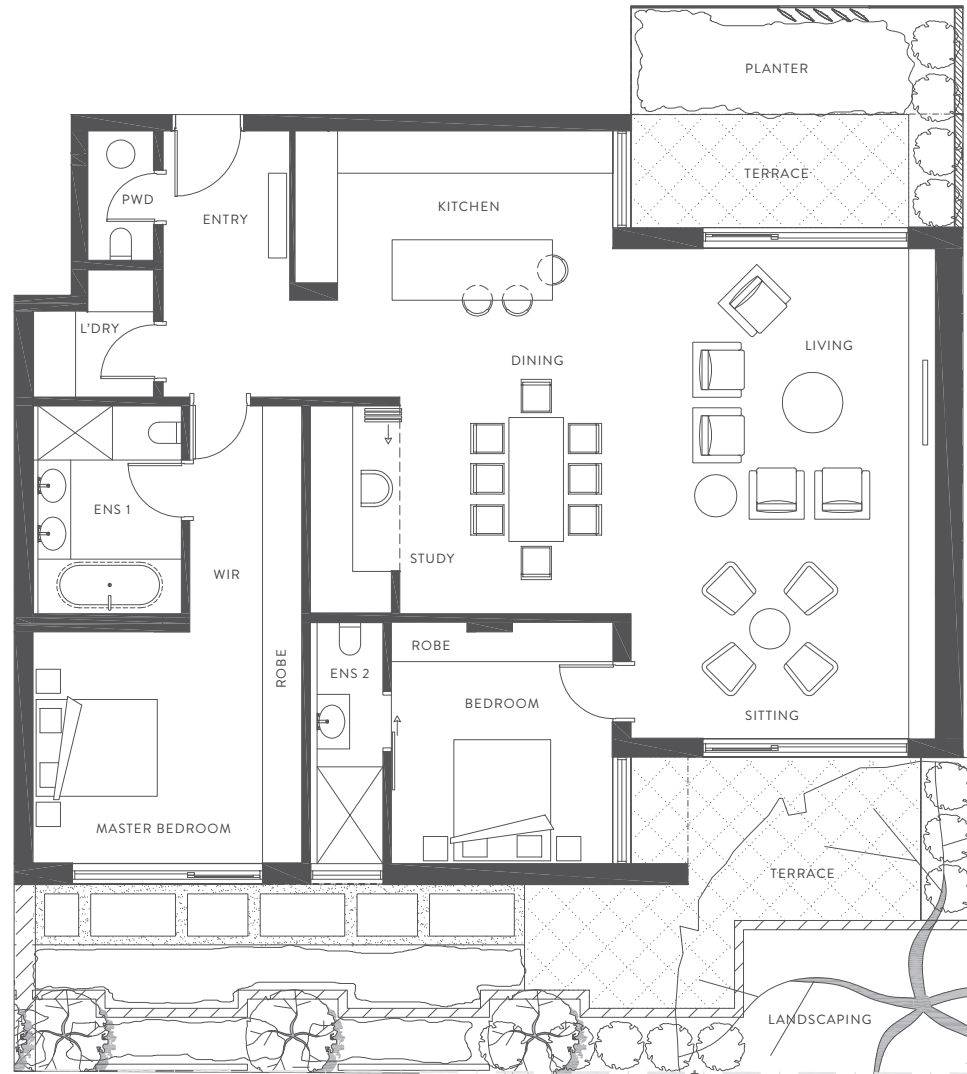 PLANTER
TERRACE
PWD
ENTRY
KITCHEN
L'DRY
DINING
LIVING
ENS 1
STUDY
WIR
ROBE
ENS 2
ROBE
BEDROOM
SITTING
MASTER BEDROOM
TERRACE
LANDSCAPING